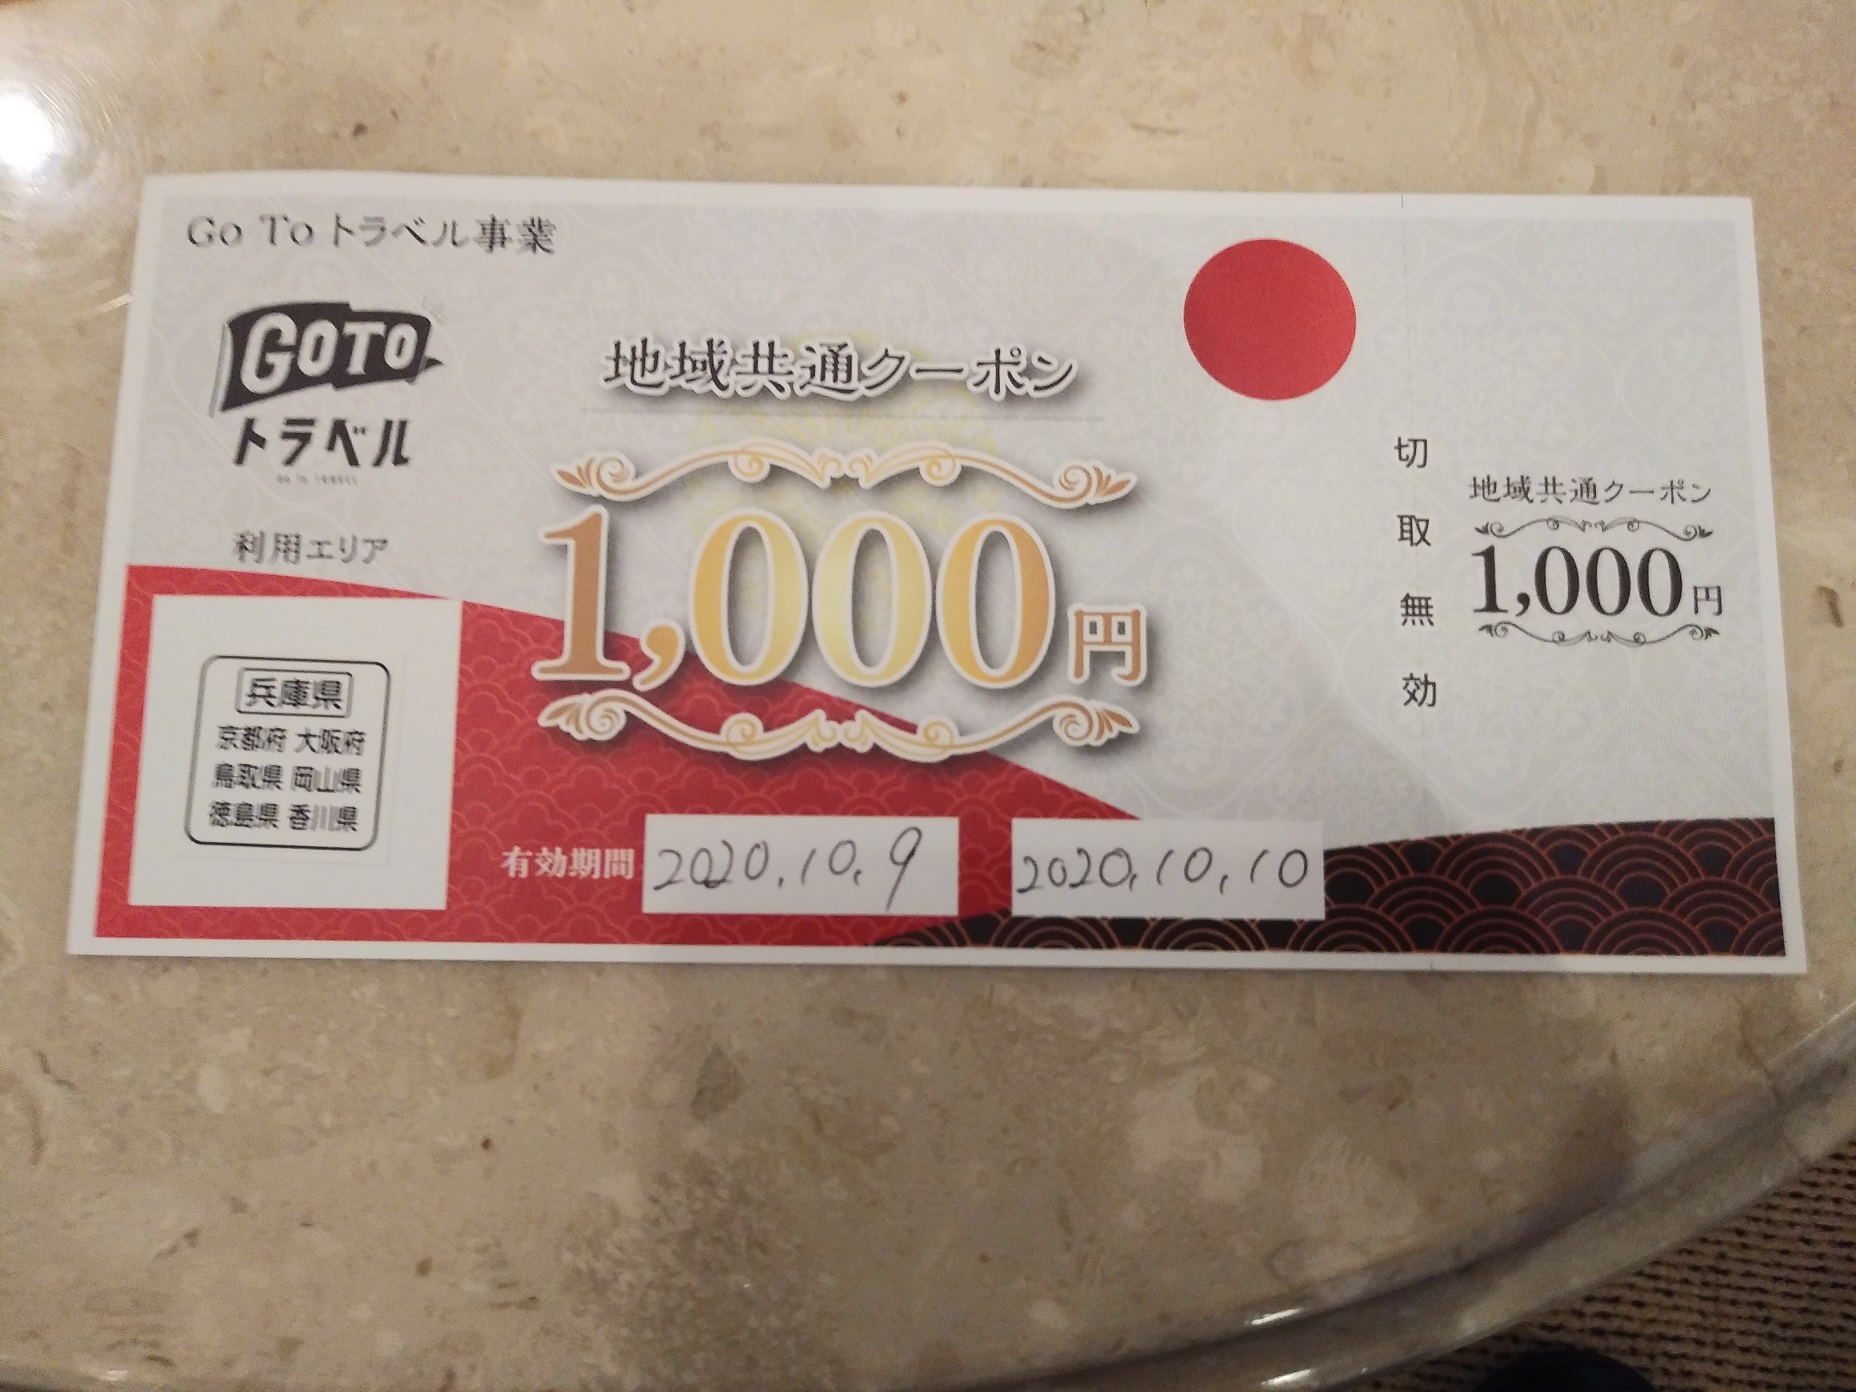 Go To トラベル事業
GOTO
トラベル
GO TO TRAVEL
地域共通クーポン
1,000円
利用エリア
兵庫県
京都府 大阪府
鳥取県 岡山県
徳島県 香川県
有効期間 2020.10.9 2020.10.10
切取無効
地域共通クーポン
1,000円